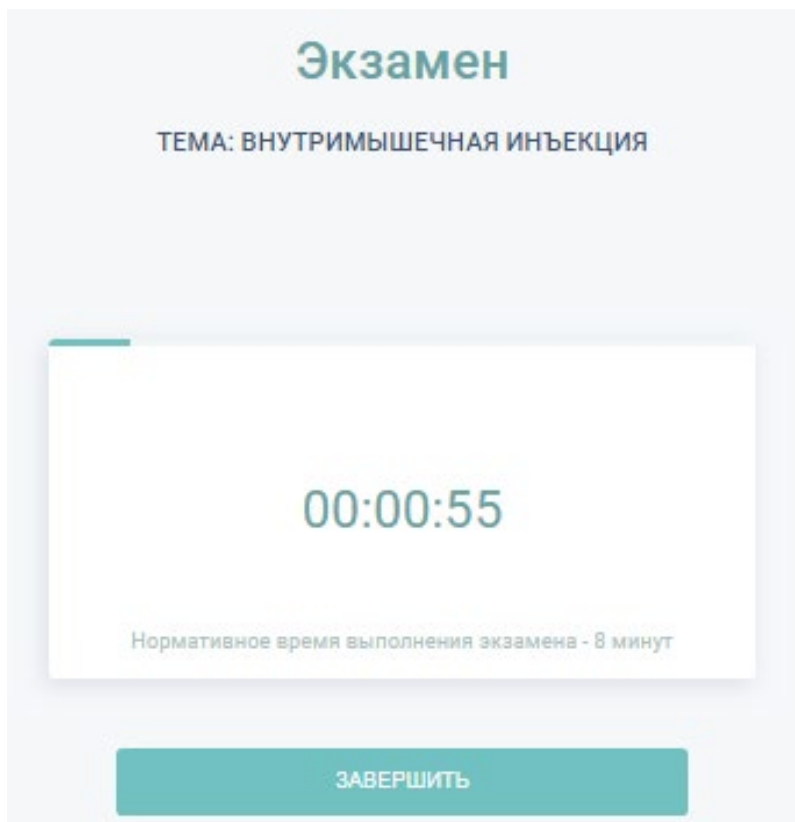 Экзамен
ТЕМА: ВНУТРИМЫШЕЧНАЯ ИНЪЕКЦИЯ
00:00:55
Нормативное время выполнения экзамена - 8 минут
ЗАВЕРШИТЬ